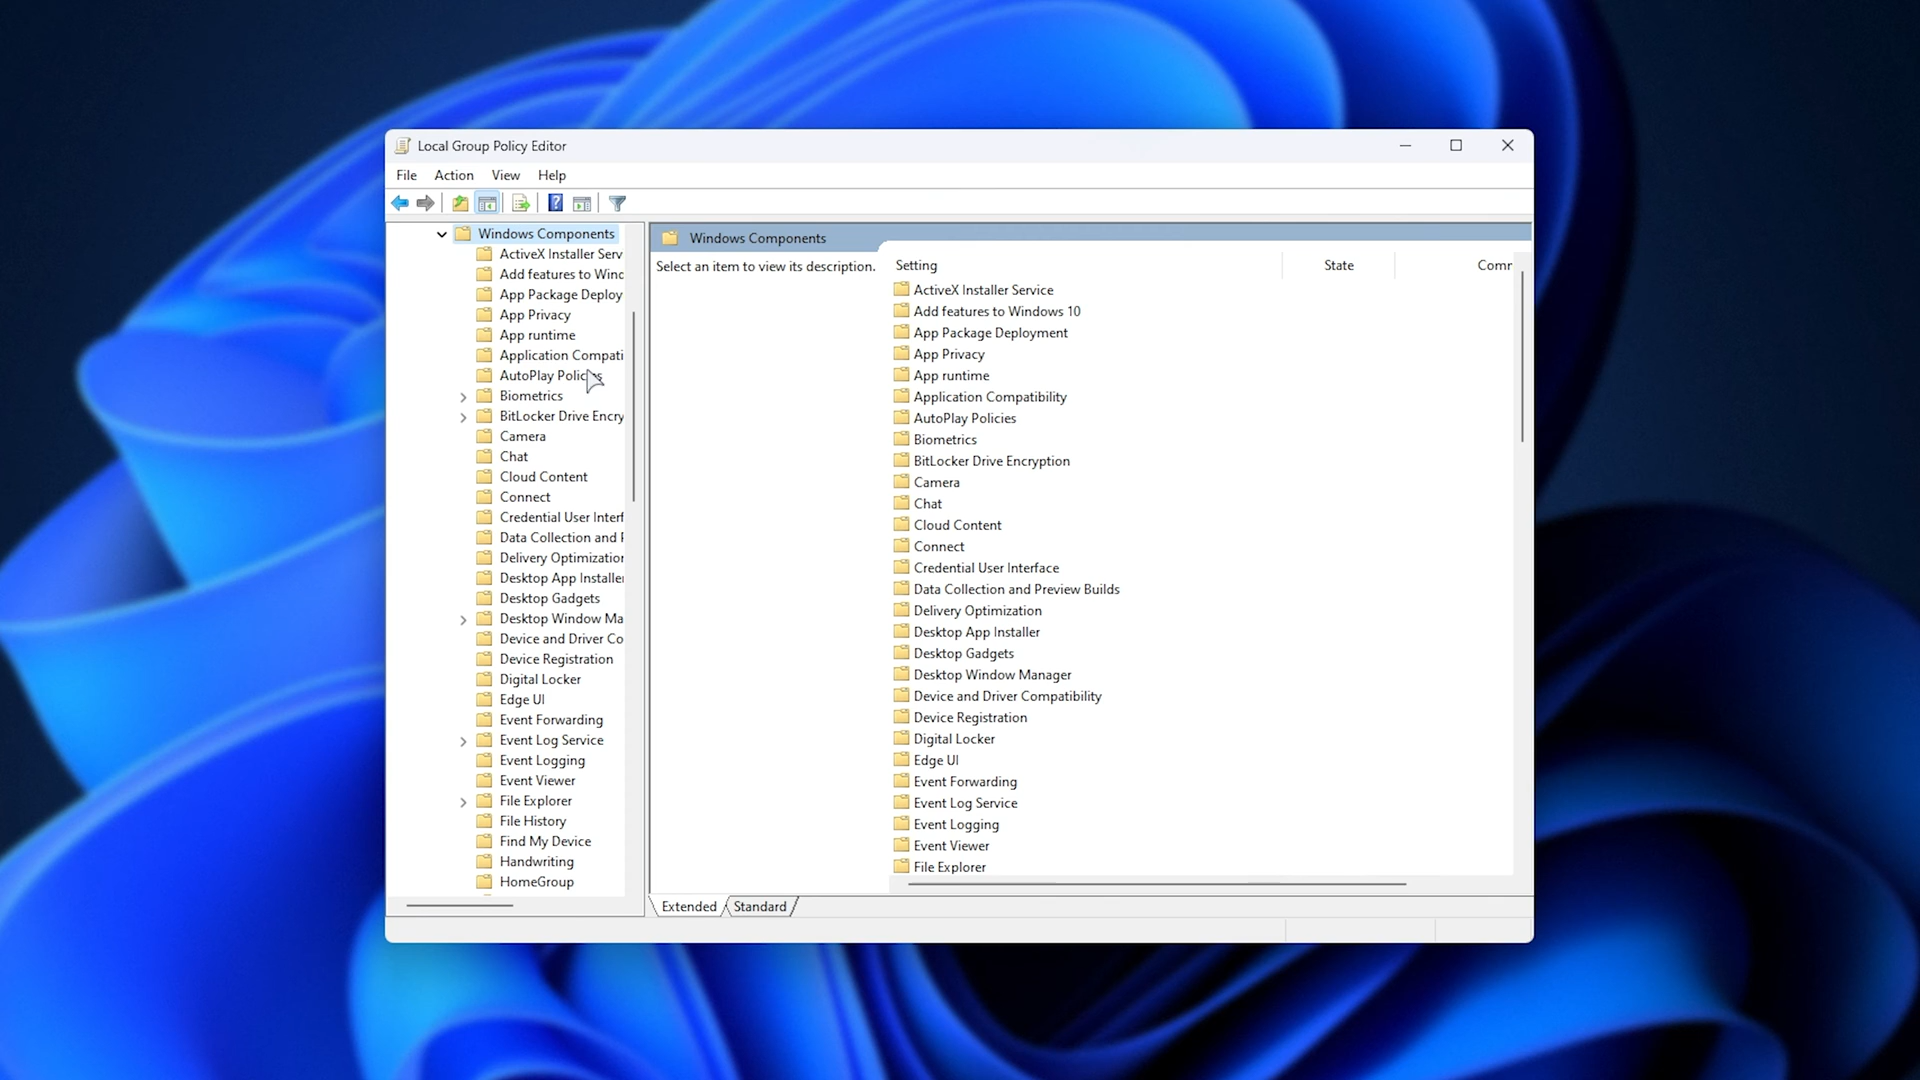 Local Group Policy Editor
File Action View Help
Windows Components
ActiveX Installer Serv
Add features to Winc
App Package Deploy
App Privacy
App runtime
Application Compati
AutoPlay Policies
Biometrics
BitLocker Drive Encry
Camera
Chat
Cloud Content
Connect
Credential User Interf
Data Collection and F
Delivery Optimization
Desktop App Installer
Desktop Gadgets
Desktop Window Ma
Device and Driver Co
Device Registration
Digital Locker
Edge UI
Event Forwarding
Event Log Service
Event Logging
Event Viewer
File Explorer
File History
Find My Device
Handwriting
HomeGroup
Windows Components
Select an item to view its description.
Setting State Comr
ActiveX Installer Service
Add features to Windows 10
App Package Deployment
App Privacy
App runtime
Application Compatibility
AutoPlay Policies
Biometrics
BitLocker Drive Encryption
Camera
Chat
Cloud Content
Connect
Credential User Interface
Data Collection and Preview Builds
Delivery Optimization
Desktop App Installer
Desktop Gadgets
Desktop Window Manager
Device and Driver Compatibility
Device Registration
Digital Locker
Edge UI
Event Forwarding
Event Log Service
Event Logging
Event Viewer
File Explorer
Extended Standard